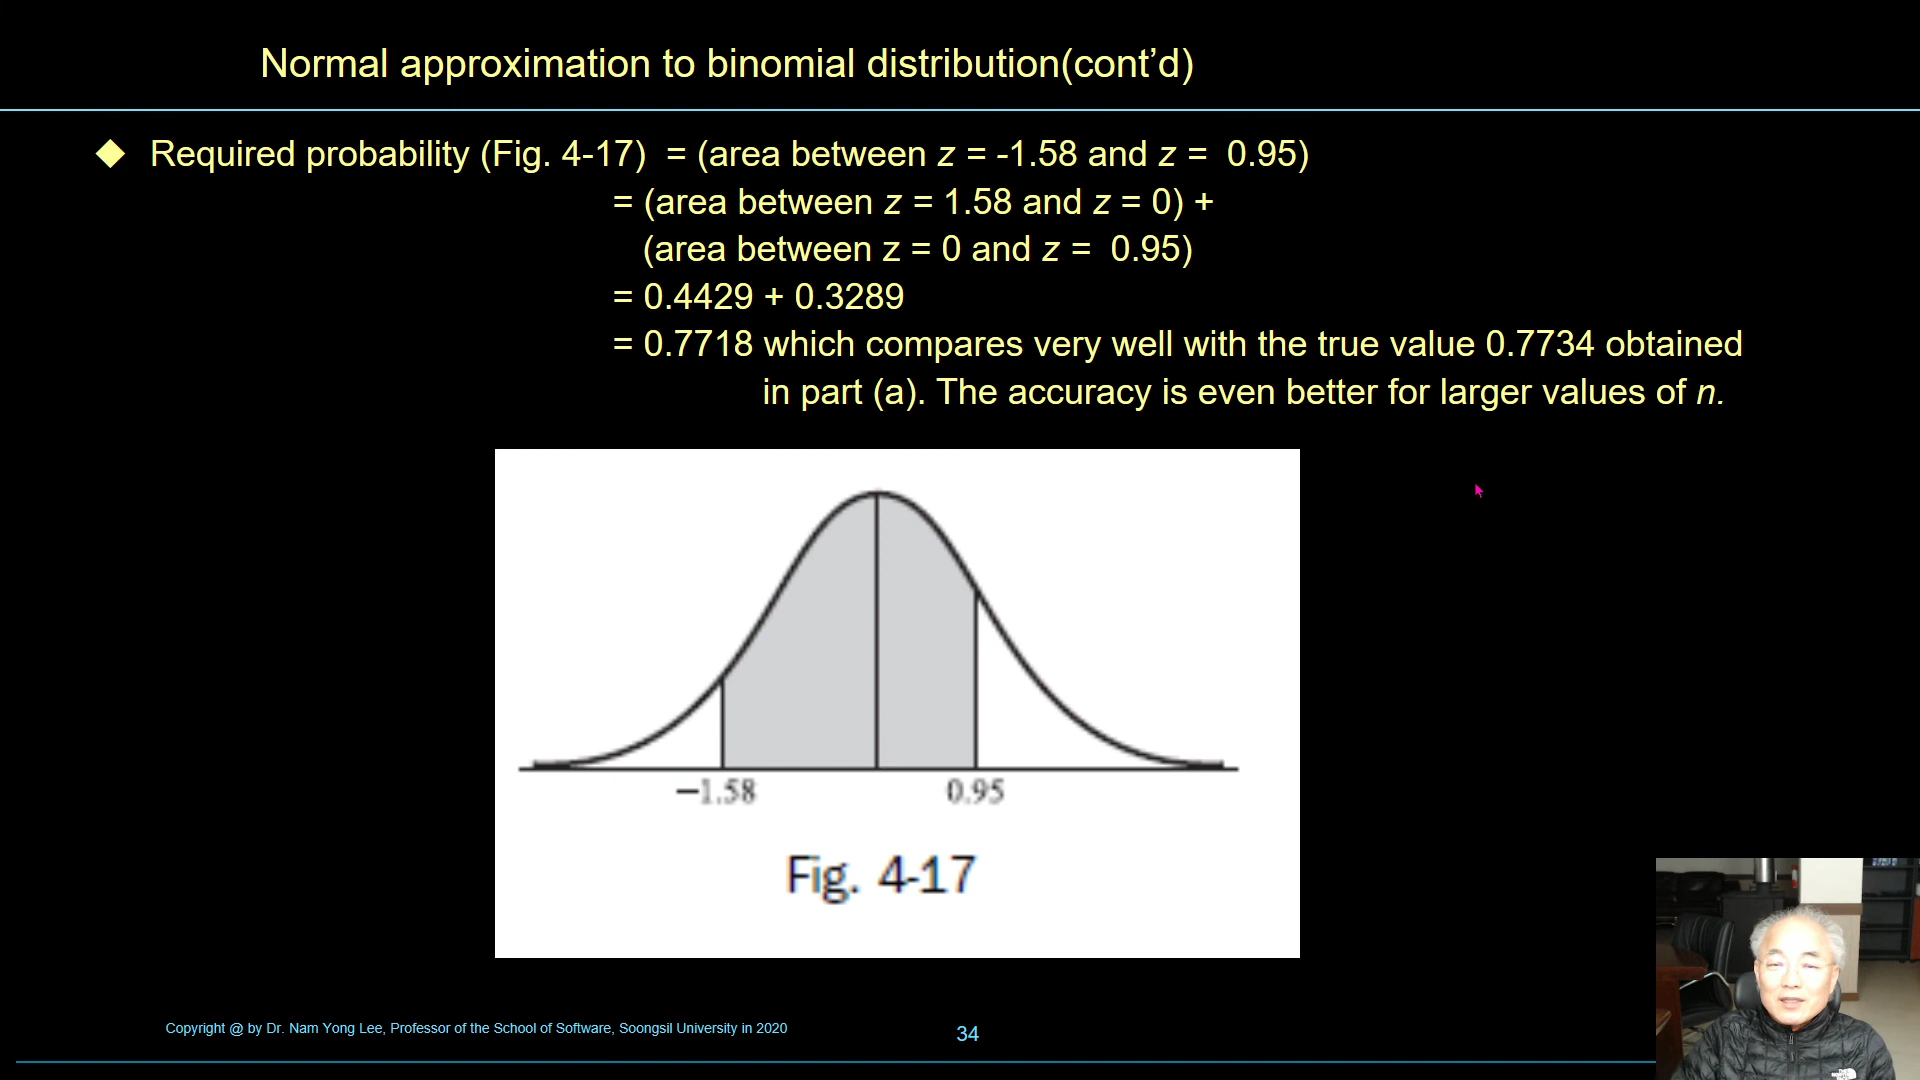 Normal approximation to binomial distribution(cont’d)
◆ Required probability (Fig. 4-17) = (area between z = -1.58 and z = 0.95)
= (area between z = 1.58 and z = 0) +
(area between z = 0 and z = 0.95)
= 0.4429 + 0.3289
= 0.7718 which compares very well with the true value 0.7734 obtained
in part (a). The accuracy is even better for larger values of n.
−1.58 0.95
Fig. 4-17
Copyright @ by Dr. Nam Yong Lee, Professor of the School of Software, Soongsil University in 2020
34